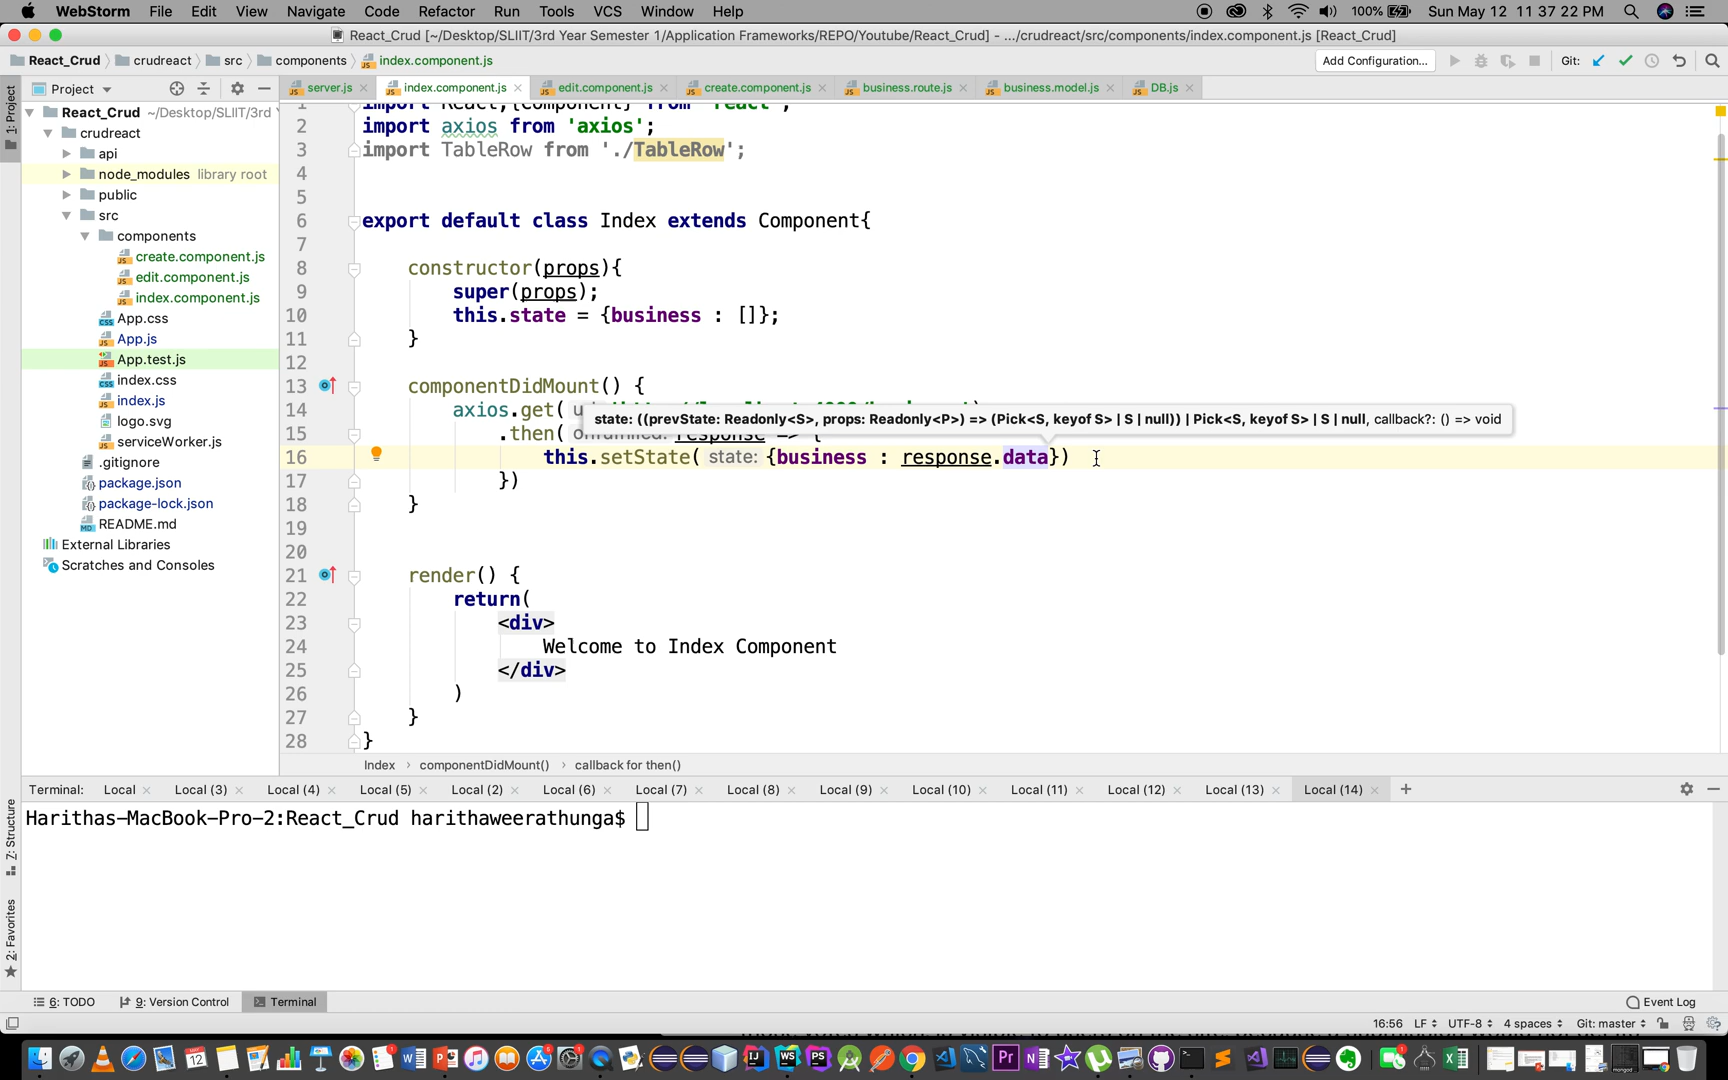 WebStorm File Edit View Navigate Code Refactor Run Tools VCS Window Help 100% Sun May 12 11 37 22 PM
React_Crud [~/Desktop/SLIIT/3rd Year Semester 1/Application Frameworks/REPO/Youtube/React_Crud] - .../crudreact/src/components/index.component.js [React_Crud]
React_Crud crudreact src components index.component.js Add Configuration... Git:
Project server.js index.component.js edit.component.js create.component.js business.route.js business.model.js DB.js
1: Project
React_Crud ~/Desktop/SLIIT/3rd
crudreact
api
node_modules library root
public
src
components
create.component.js
edit.component.js
index.component.js
App.css
App.js
App.test.js
index.css
index.js
logo.svg
serviceWorker.js
.gitignore
package.json
package-lock.json
README.md
External Libraries
Scratches and Consoles
1 import React,{Component} from 'react';
2 import axios from 'axios';
3 import TableRow from './TableRow';
4
5
6 export default class Index extends Component{
7
8 constructor(props){
9 super(props);
10 this.state = {business : []};
11 }
12
13 componentDidMount() {
14 axios.get(
state: ((prevState: Readonly<S>, props: Readonly<P>) => (Pick<S, keyof S> | S | null)) | Pick<S, keyof S> | S | null, callback?: () => void
15 .then( response => {
16 this.setState( state: {business : response.data})
17 })
18 }
19
20
21 render() {
22 return(
23 <div>
24 Welcome to Index Component
25 </div>
26 )
27 }
28 }
Index › componentDidMount() › callback for then()
Terminal: Local Local (3) Local (4) Local (5) Local (2) Local (6) Local (7) Local (8) Local (9) Local (10) Local (11) Local (12) Local (13) Local (14) +
Harithas-MacBook-Pro-2:React_Crud harithaweerathunga$
Z: Structure
2: Favorites
6: TODO 9: Version Control Terminal Event Log
16:56 LF UTF-8 4 spaces Git: master